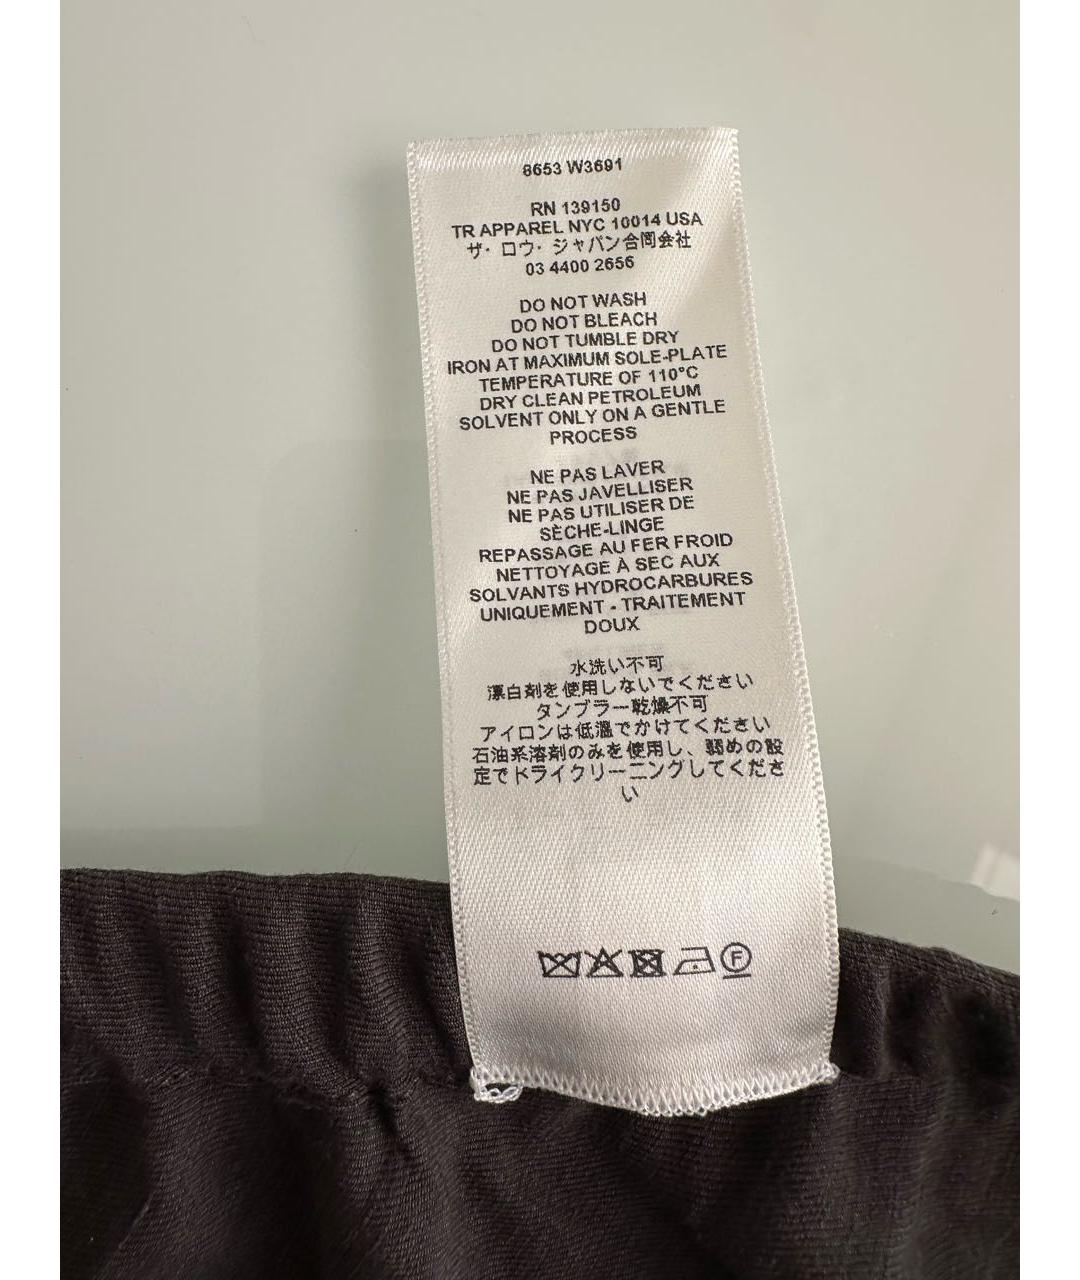 8653 W3691
RN 139150
TR APPAREL NYC 10014 USA
ザ・ロウ・ジャパン合同会社
03 4400 2656
DO NOT WASH
DO NOT BLEACH
DO NOT TUMBLE DRY
IRON AT MAXIMUM SOLE-PLATE
TEMPERATURE OF 110°C
DRY CLEAN PETROLEUM
SOLVENT ONLY ON A GENTLE
PROCESS
NE PAS LAVER
NE PAS JAVELLISER
NE PAS UTILISER DE
SÈCHE-LINGE
REPASSAGE AU FER FROID
NETTOYAGE À SEC AUX
SOLVANTS HYDROCARBURES
UNIQUEMENT - TRAITEMENT
DOUX
水洗い不可
漂白剤を使用しないでください
タンブラー乾燥不可
アイロンは低温でかけてください
石油系溶剤のみを使用し、弱めの設
定でドライクリーニングしてくださ
い
F